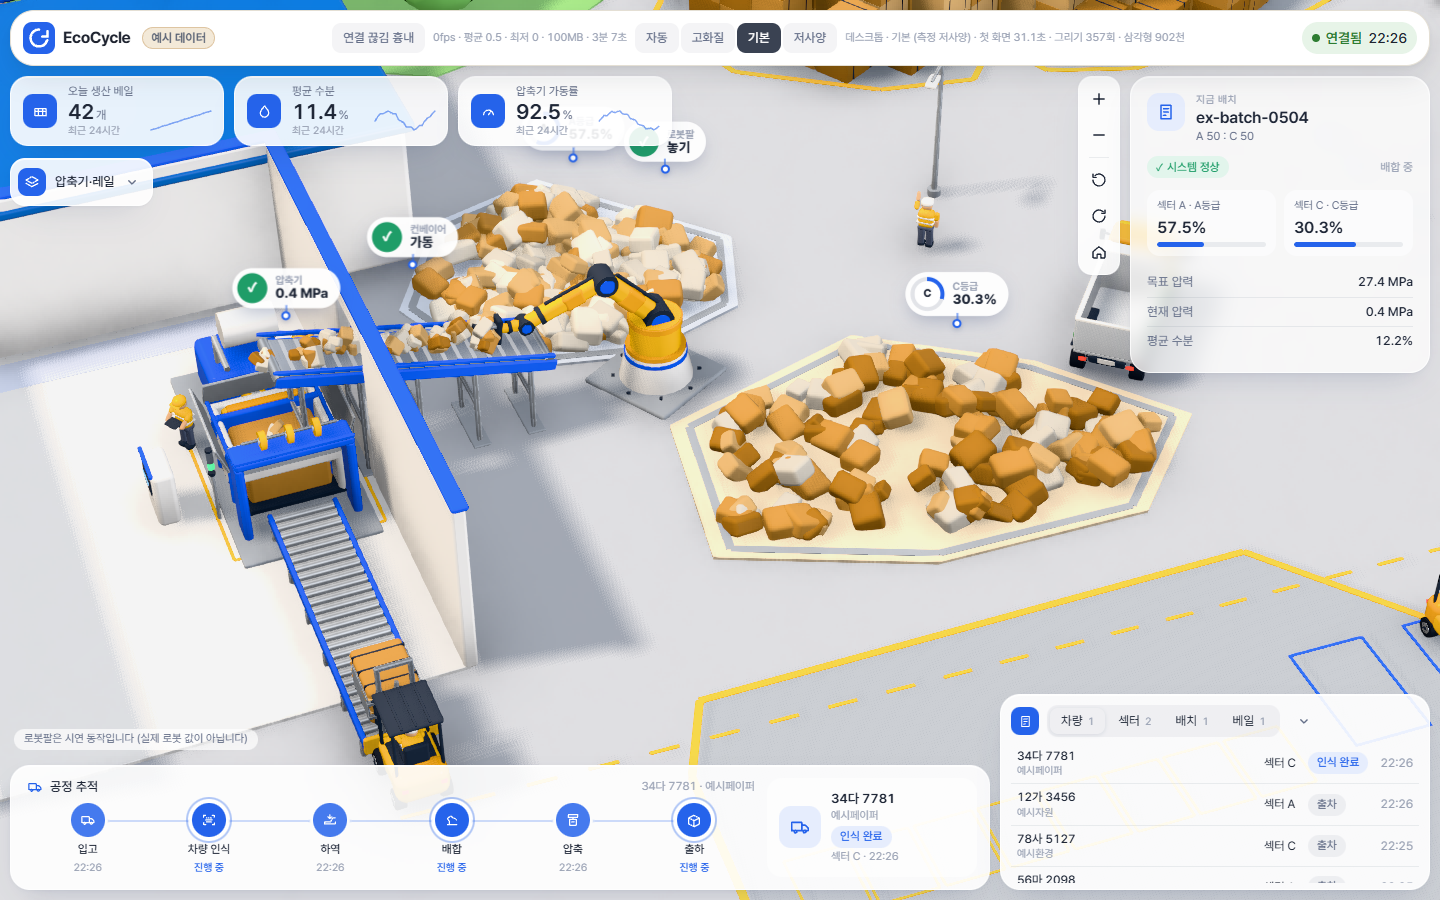 EcoCycle
예시 데이터
연결 끊김 흉내
0fps · 평균 0.5 · 최저 0 · 100MB · 3분 7초
자동
고화질
기본
저사양
데스크톱 · 기본 (측정 저사양) · 첫 화면 31.1초 · 그리기 357회 · 삼각형 902천
연결됨 22:26
오늘 생산 베일
42개
최근 24시간
평균 수분
11.4%
최근 24시간
압축기 가동률
92.5%
최근 24시간
57.5%
로봇팔
놓기
압축기·레일
컨베이어
가동
압축기
0.4 MPa
C
C등급
30.3%
지금 배치
ex-batch-0504
A 50 : C 50
✓ 시스템 정상
배합 중
섹터 A · A등급
57.5%
섹터 C · C등급
30.3%
목표 압력
27.4 MPa
현재 압력
0.4 MPa
평균 수분
12.2%
로봇팔은 시연 동작입니다 (실제 로봇 값이 아닙니다)
공정 추적
34다 7781 · 예시페이퍼
입고
22:26
차량 인식
진행 중
하역
22:26
배합
진행 중
압축
22:26
출하
진행 중
34다 7781
예시페이퍼
인식 완료
섹터 C · 22:26
차량 1
섹터 2
배치 1
베일 1
34다 7781
예시페이퍼
섹터 C
인식 완료
22:26
12가 3456
예시자원
섹터 A
출차
22:26
78사 5127
예시환경
섹터 C
출차
22:25
56마 2098